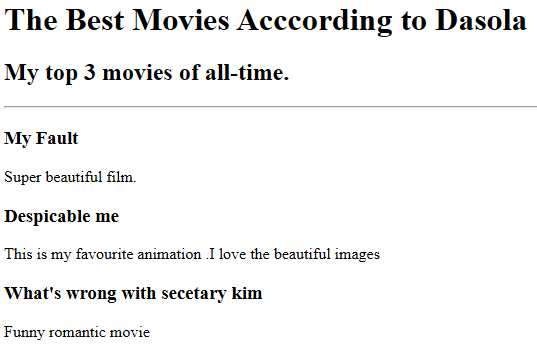 The Best Movies Acccording to Dasola
My top 3 movies of all-time.
My Fault
Super beautiful film.
Despicable me
This is my favourite animation .I love the beautiful images
What's wrong with secetary kim
Funny romantic movie